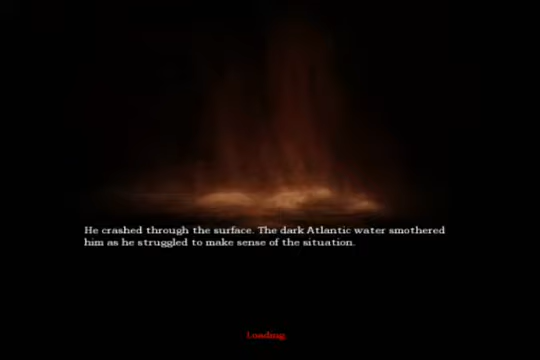 He crashed through the surface. The dark Atlantic water smothered
him as he struggled to make sense of the situation.
Loading